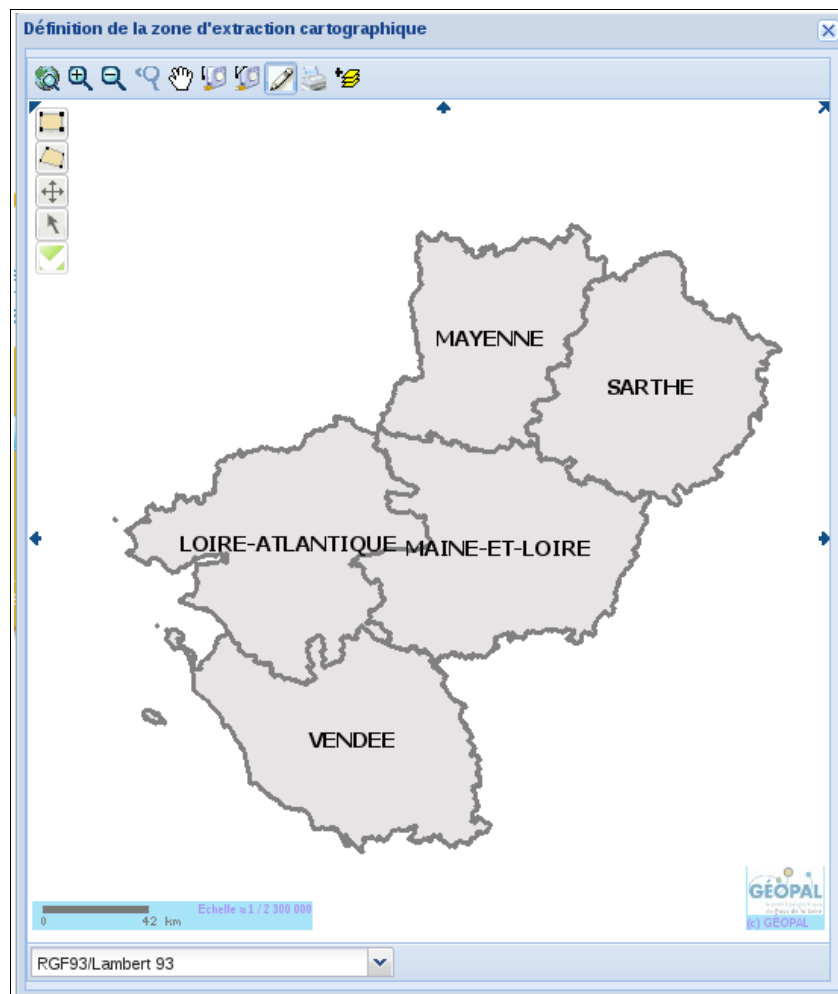 Définition de la zone d'extraction cartographique
MAYENNE
SARTHE
LOIRE-ATLANTIQUE MAINE-ET-LOIRE
VENDEE
GÉOPAL
Echelle ≈ 1 / 2 300 000
0 42 km
(c) GÉOPAL
RGF93/Lambert 93